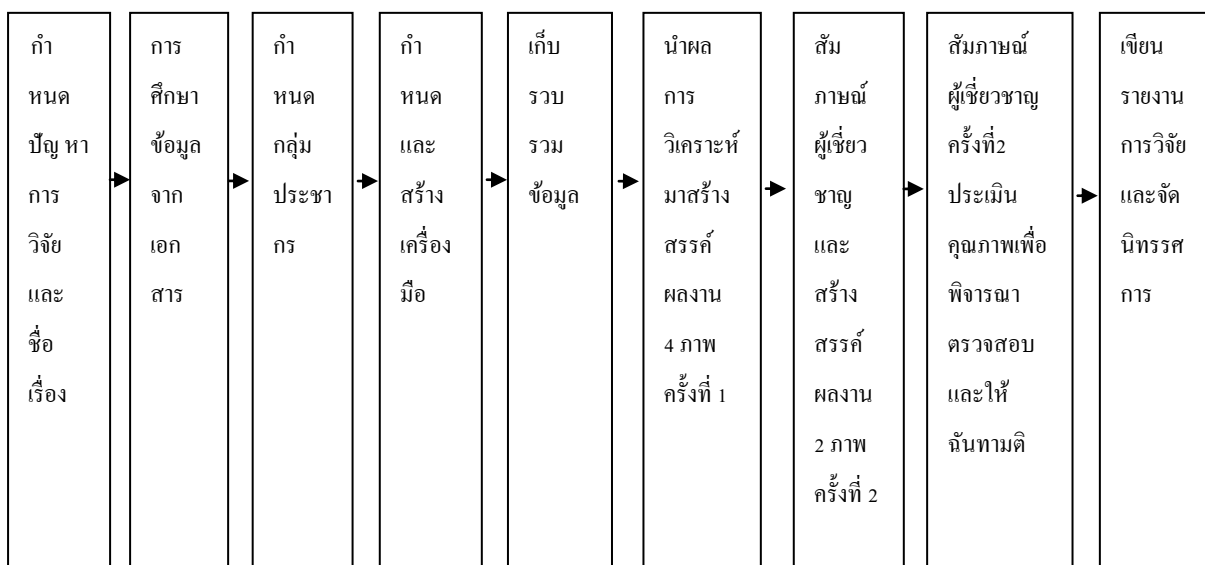 กำ
หนด
ปัญ หา
การ
วิจัย
และ
ชื่อ
เรื่อง
การ
ศึกษา
ข้อมูล
จาก
เอก
สาร
กำ
หนด
กลุ่ม
ประชา
กร
กำ
หนด
และ
สร้าง
เครื่อง
มือ
เก็บ
รวบ
รวม
ข้อมูล
นำผล
การ
วิเคราะห์
มาสร้าง
สรรค์
ผลงาน
4 ภาพ
ครั้งที่ 1
สัม
ภาษณ์
ผู้เชี่ยว
ชาญ
และ
สร้าง
สรรค์
ผลงาน
2 ภาพ
ครั้งที่ 2
สัมภาษณ์
ผู้เชี่ยวชาญ
ครั้งที่2
ประเมิน
คุณภาพเพื่อ
พิจารณา
ตรวจสอบ
และให้
ฉันทามติ
เขียน
รายงาน
การวิจัย
และจัด
นิทรรศ
การ